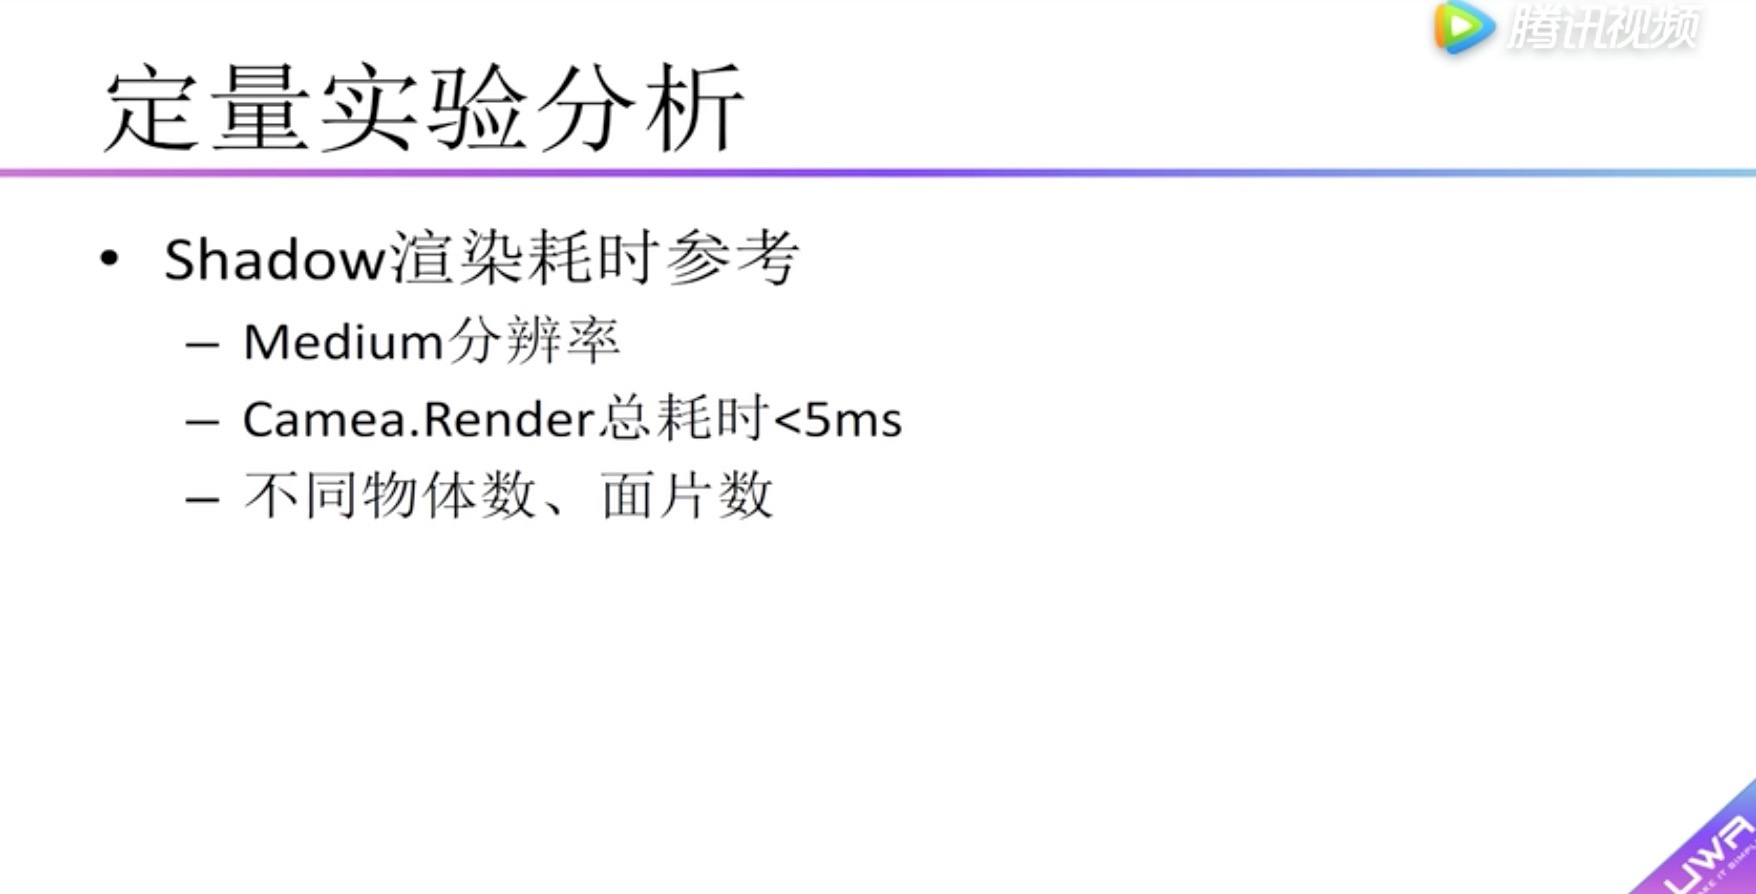 腾讯视频
定量实验分析
• Shadow渲染耗时参考
– Medium分辨率
– Camea.Render总耗时<5ms
– 不同物体数、面片数
UWA